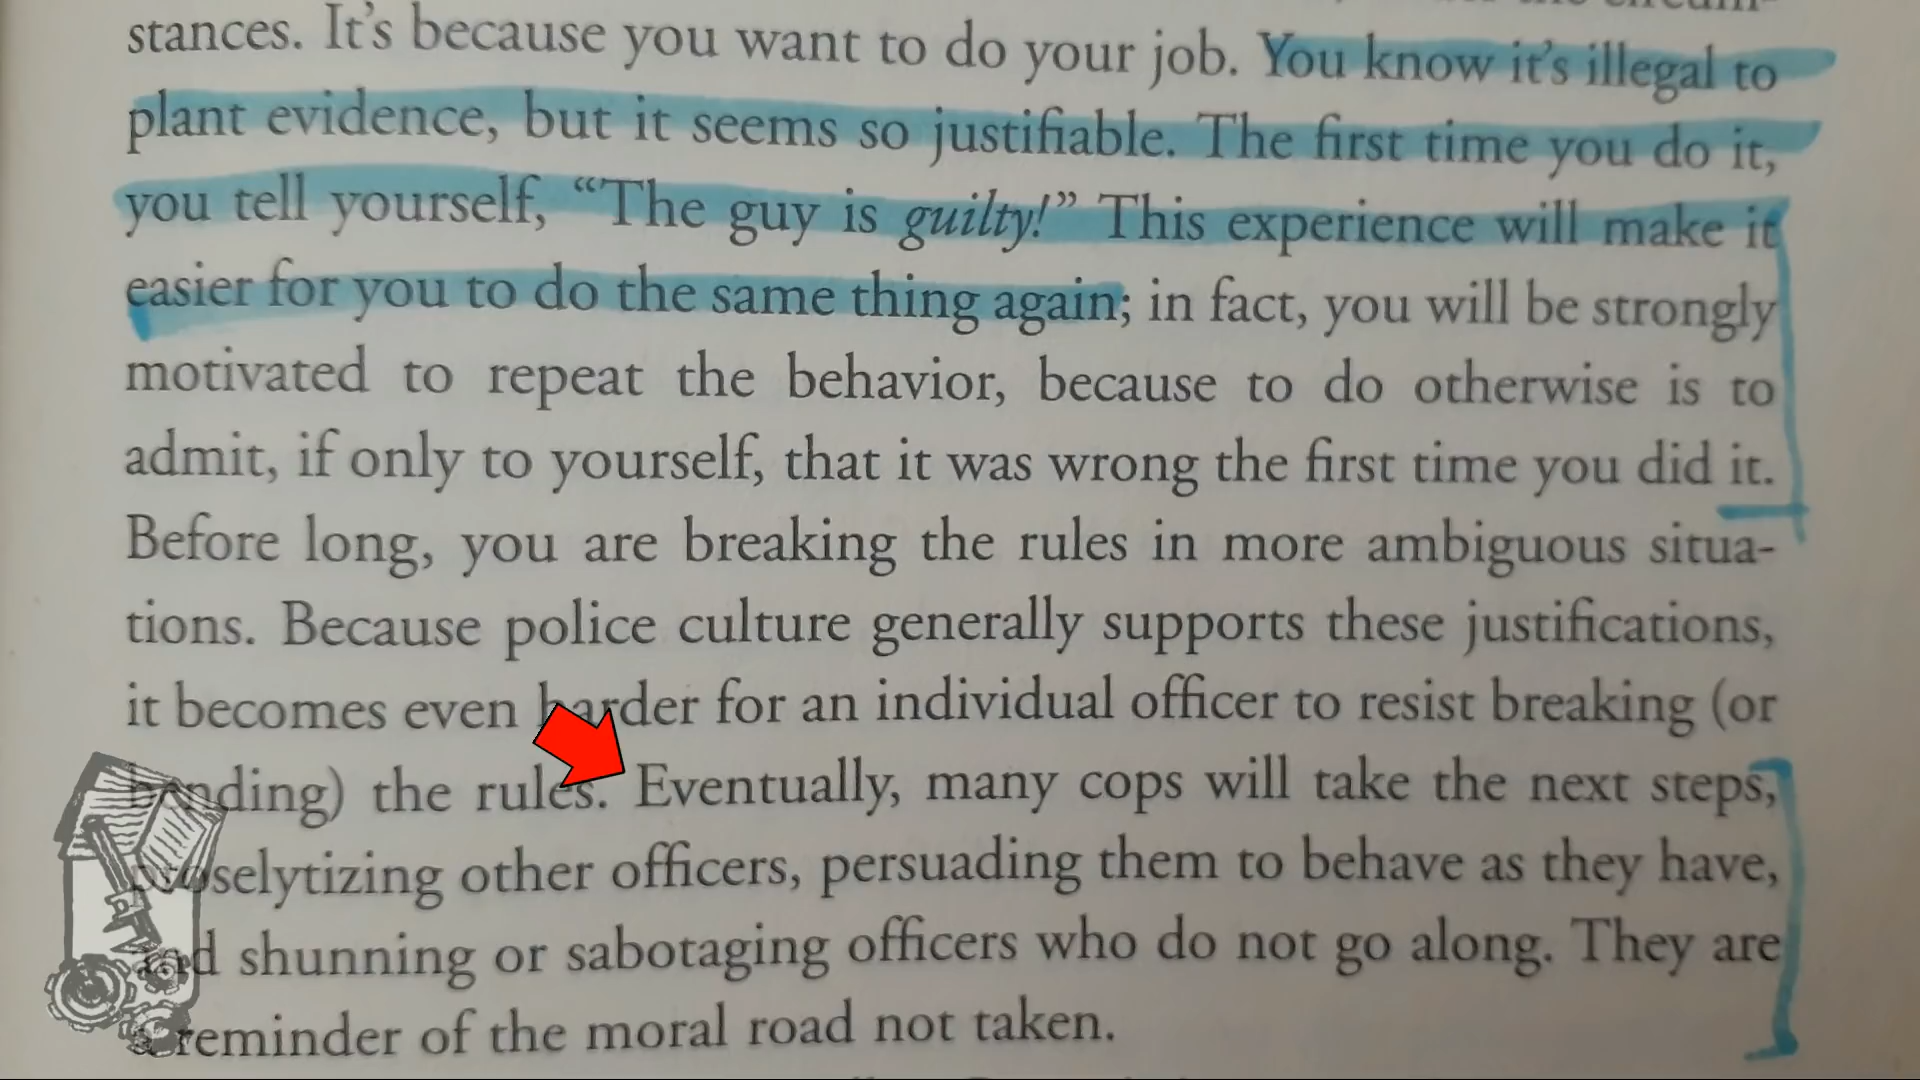 stances. It's because you want to do your job. You know it's illegal to
plant evidence, but it seems so justifiable. The first time you do it,
you tell yourself, “The guy is guilty!” This experience will make it
easier for you to do the same thing again; in fact, you will be strongly
motivated to repeat the behavior, because to do otherwise is to
admit, if only to yourself, that it was wrong the first time you did it.
Before long, you are breaking the rules in more ambiguous situa-
tions. Because police culture generally supports these justifications,
it becomes even harder for an individual officer to resist breaking (or
bending) the rules. Eventually, many cops will take the next steps,
proselytizing other officers, persuading them to behave as they have,
and shunning or sabotaging officers who do not go along. They are
a reminder of the moral road not taken.